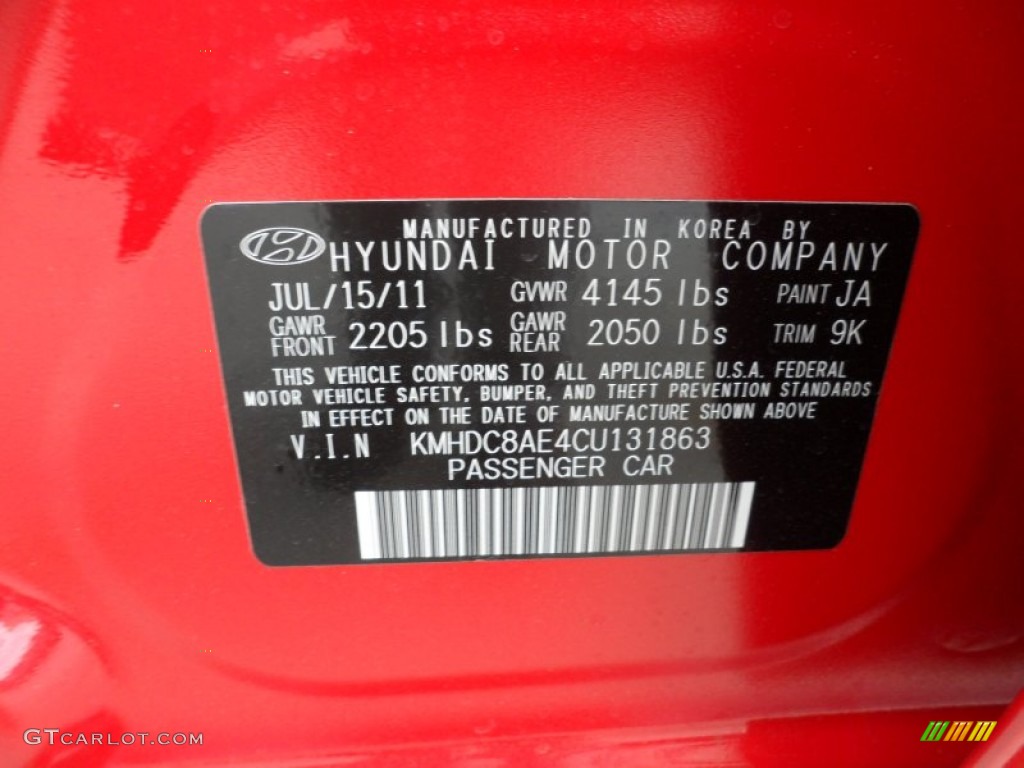 MANUFACTURED IN KOREA BY
HYUNDAI MOTOR COMPANY
JUL/15/11 GVWR 4145 lbs PAINT JA
GAWR FRONT 2205 lbs GAWR REAR 2050 lbs TRIM 9K
THIS VEHICLE CONFORMS TO ALL APPLICABLE U.S.A. FEDERAL
MOTOR VEHICLE SAFETY, BUMPER, AND THEFT PREVENTION STANDARDS
IN EFFECT ON THE DATE OF MANUFACTURE SHOWN ABOVE
V.I.N KMHDC8AE4CU131863
PASSENGER CAR
GTCARLOT.COM